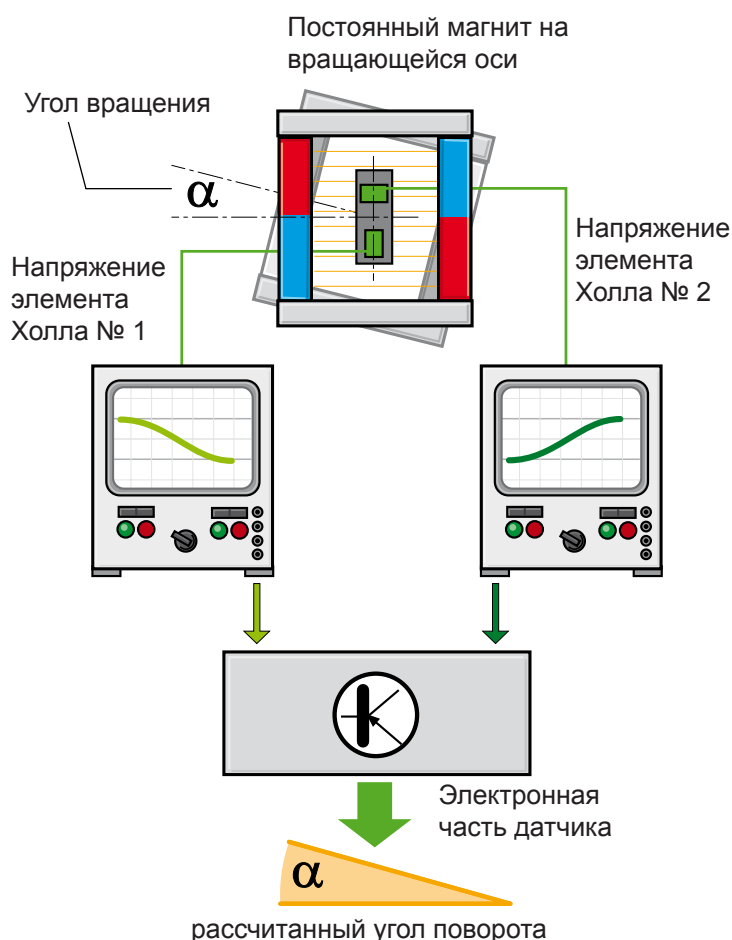 Постоянный магнит на
вращающейся оси
Угол вращения
α
Напряжение
элемента
Холла № 1
Напряжение
элемента
Холла № 2
Электронная
часть датчика
α
рассчитанный угол поворота